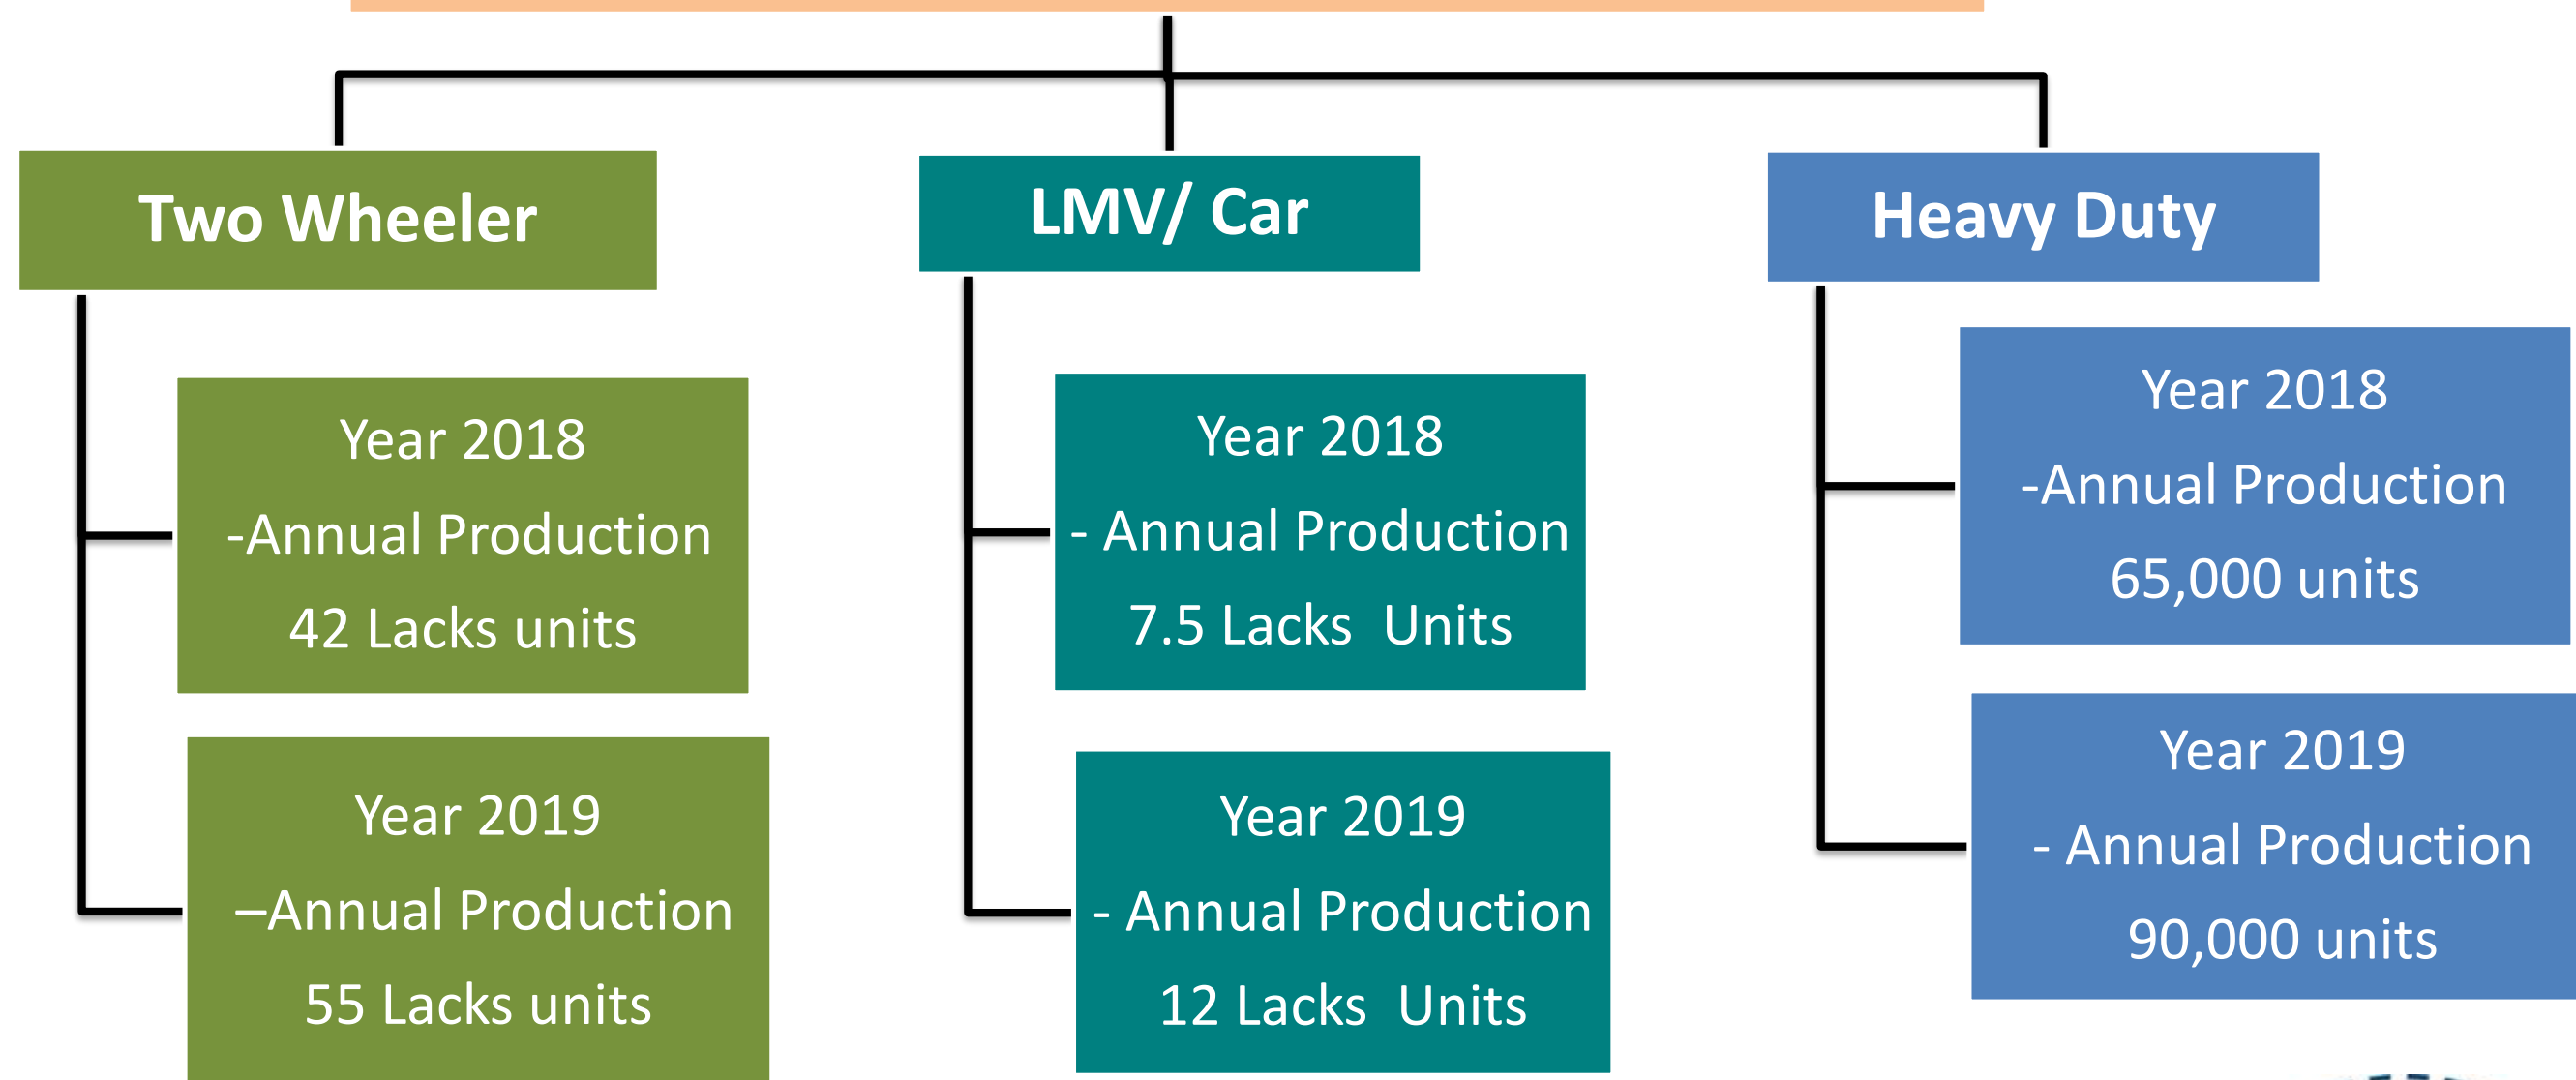 Two Wheeler
Year 2018
-Annual Production
42 Lacks units
Year 2019
–Annual Production
55 Lacks units
LMV/ Car
Year 2018
- Annual Production
7.5 Lacks  Units
Year 2019
- Annual Production
12 Lacks  Units
Heavy Duty
Year 2018
-Annual Production
65,000 units
Year 2019
- Annual Production
90,000 units